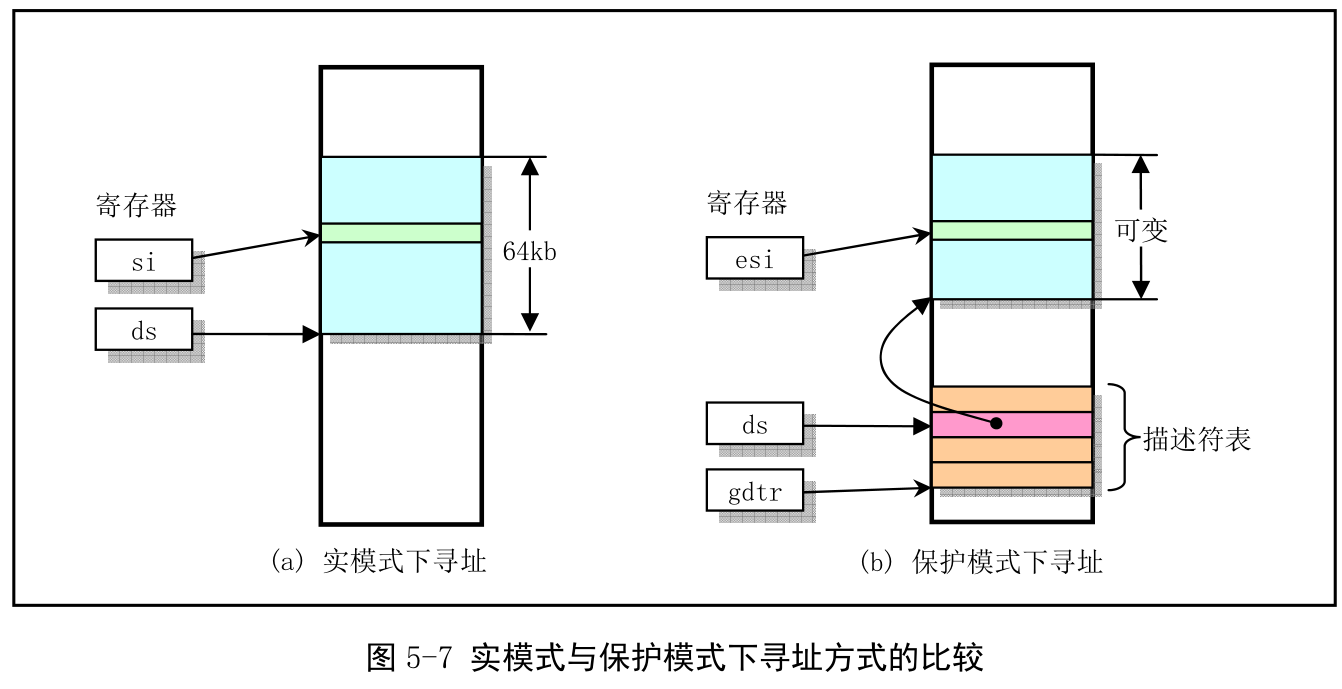 寄存器
si
ds
64kb
(a) 实模式下寻址
寄存器
esi
可变
ds
gdtr
描述符表
(b) 保护模式下寻址
图 5-7 实模式与保护模式下寻址方式的比较